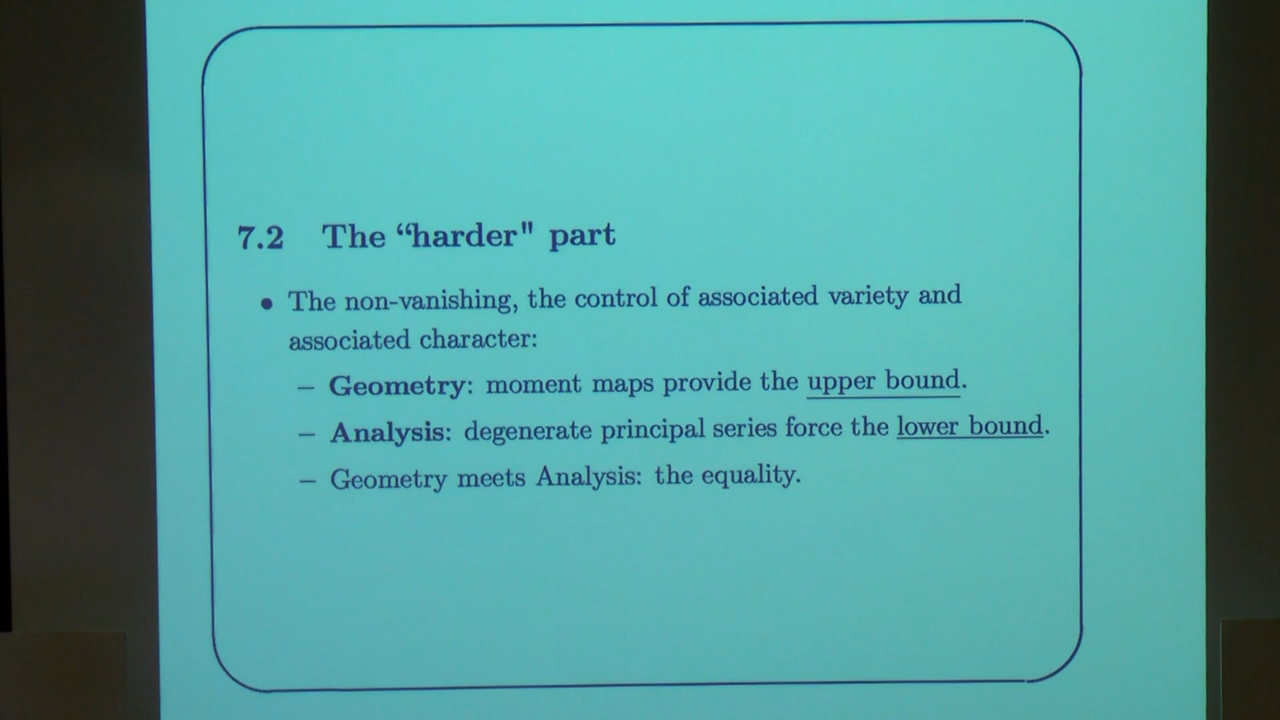 7.2 The “harder" part
• The non-vanishing, the control of associated variety and
associated character:
– Geometry: moment maps provide the upper bound.
– Analysis: degenerate principal series force the lower bound.
– Geometry meets Analysis: the equality.